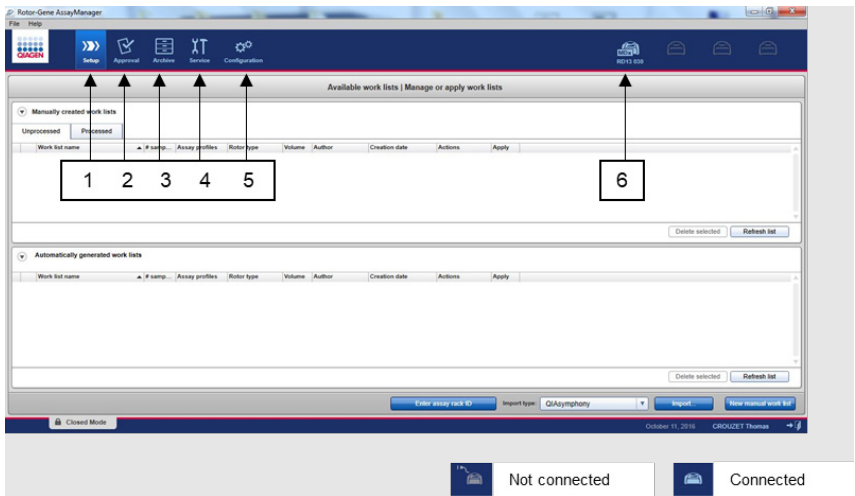 Rotor-Gene AssayManager
File Help
QIAGEN
Setup Approval Archive Service Configuration
RD13 030
Available work lists | Manage or apply work lists
Manually created work lists
Unprocessed Processed
Work list name # samp... Assay profiles Rotor type Volume Author Creation date Actions Apply
1 2 3 4 5 6
Delete selected Refresh list
Automatically generated work lists
Work list name # samp... Assay profiles Rotor type Volume Author Creation date Actions Apply
Delete selected Refresh list
Enter assay rack ID Import type: QIAsymphony Import... New manual work list
Closed Mode
October 11, 2016 CROUZET Thomas
Not connected Connected